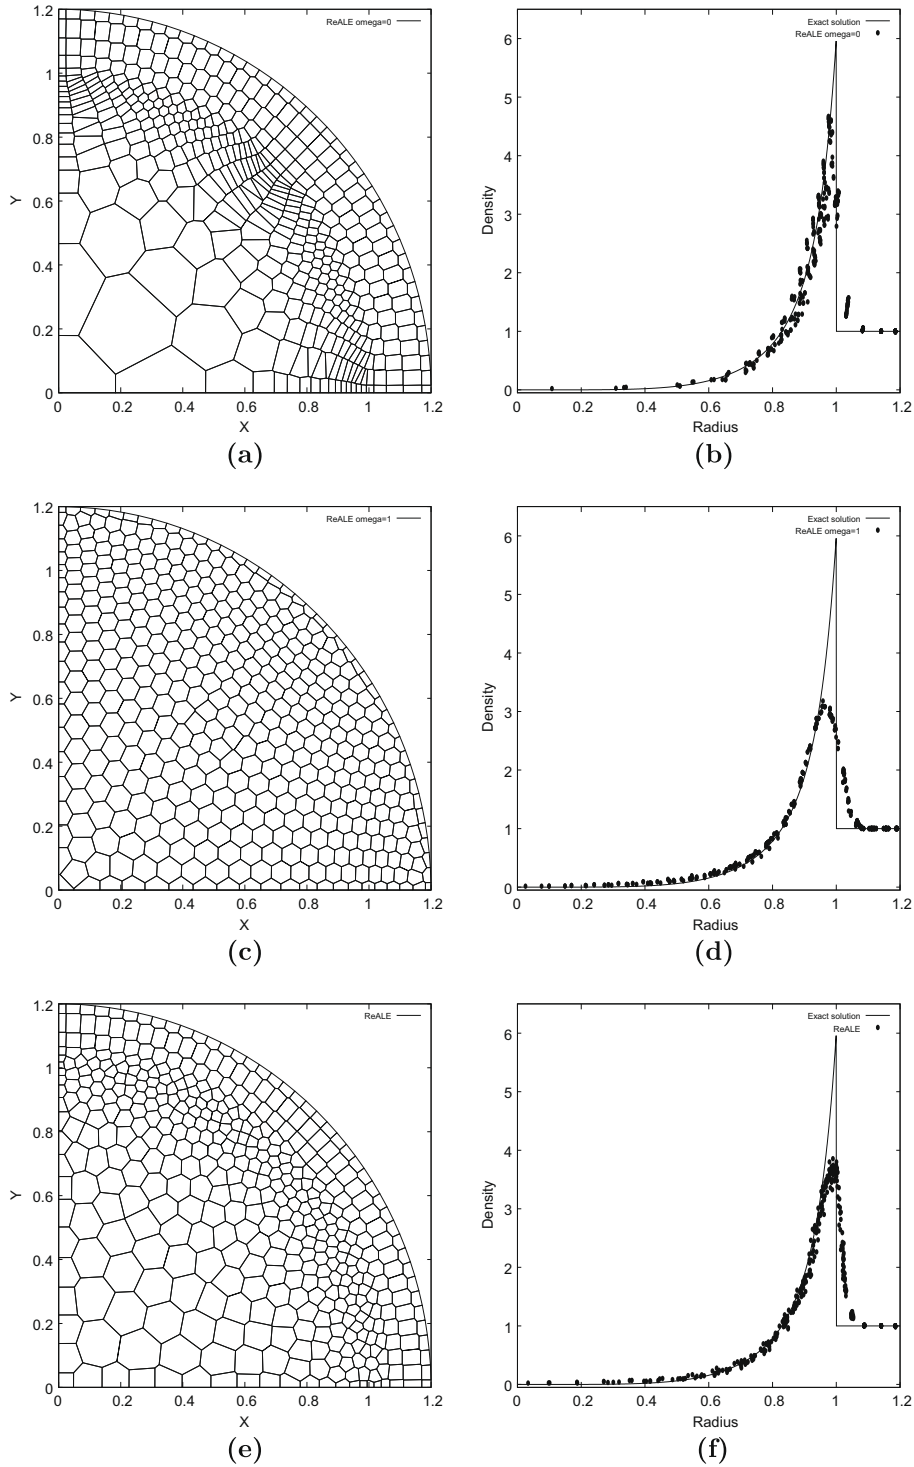 ReALE omega=0
1.2
1
0.8
0.6
0.4
0.2
0
Y
0 0.2 0.4 0.6 0.8 1 1.2
X
(a)
Exact solution
ReALE omega=0
6
5
4
3
2
1
0
Density
0 0.2 0.4 0.6 0.8 1 1.2
Radius
(b)
ReALE omega=1
1.2
1
0.8
0.6
0.4
0.2
0
Y
0 0.2 0.4 0.6 0.8 1 1.2
X
(c)
Exact solution
ReALE omega=1
6
5
4
3
2
1
0
Density
0 0.2 0.4 0.6 0.8 1 1.2
Radius
(d)
ReALE
1.2
1
0.8
0.6
0.4
0.2
0
Y
0 0.2 0.4 0.6 0.8 1 1.2
X
(e)
Exact solution
ReALE
6
5
4
3
2
1
0
Density
0 0.2 0.4 0.6 0.8 1 1.2
Radius
(f)